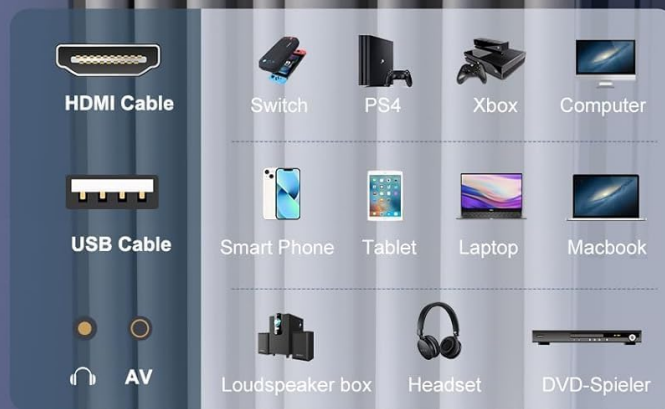 HDMI Cable
Switch
PS4
Xbox
Computer
USB Cable
Smart Phone
Tablet
Laptop
Macbook
AV
Loudspeaker box
Headset
DVD-Spieler